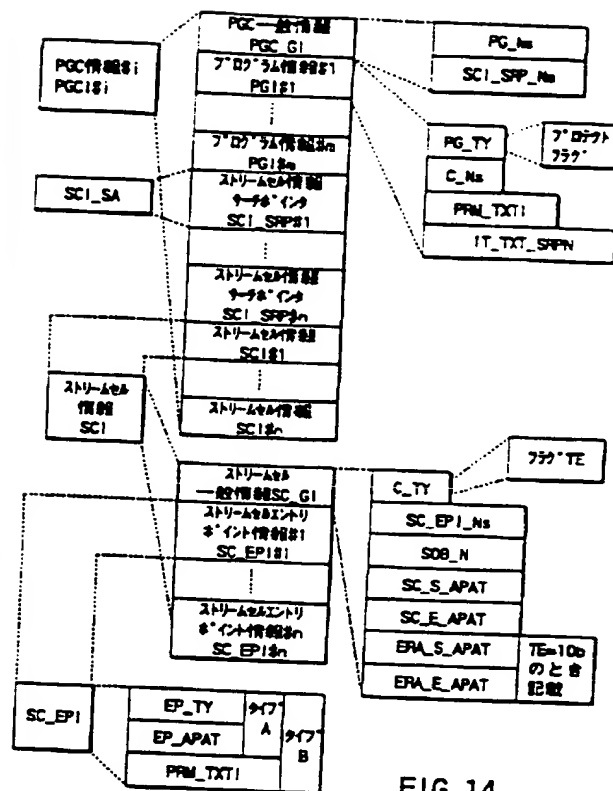 PGC一般情報
PGC_GI
プログラム情報#1
PGI#1
プログラム情報#m
PGI#m
ストリームセル情報
サーチポインタ
SCI_SRP#1
ストリームセル情報
サーチポインタ
SCI_SRP#n
ストリームセル情報
SCI#1
ストリームセル情報
SCI#n
PGC情報#i
PGCI#i
SCI_SA
PG_Ns
SCI_SRP_Ns
PG_TY
C_Ns
PRM_TXTI
IT_TXT_SRPN
プロテクト
フラグ
ストリームセル
情報
SCI
ストリームセル
一般情報SC_GI
ストリームセルエントリ
ポイント情報#1
SC_EPI#1
ストリームセルエントリ
ポイント情報#n
SC_EPI#n
C_TY
SC_EPI_Ns
SOB_N
SC_S_APAT
SC_E_APAT
ERA_S_APAT
ERA_E_APAT
フラグTE
TE=10b
のとき
記載
SC_EPI
EP_TY
EP_APAT
PRM_TXTI
タイプ
A
タイプ
B
FIG. 14